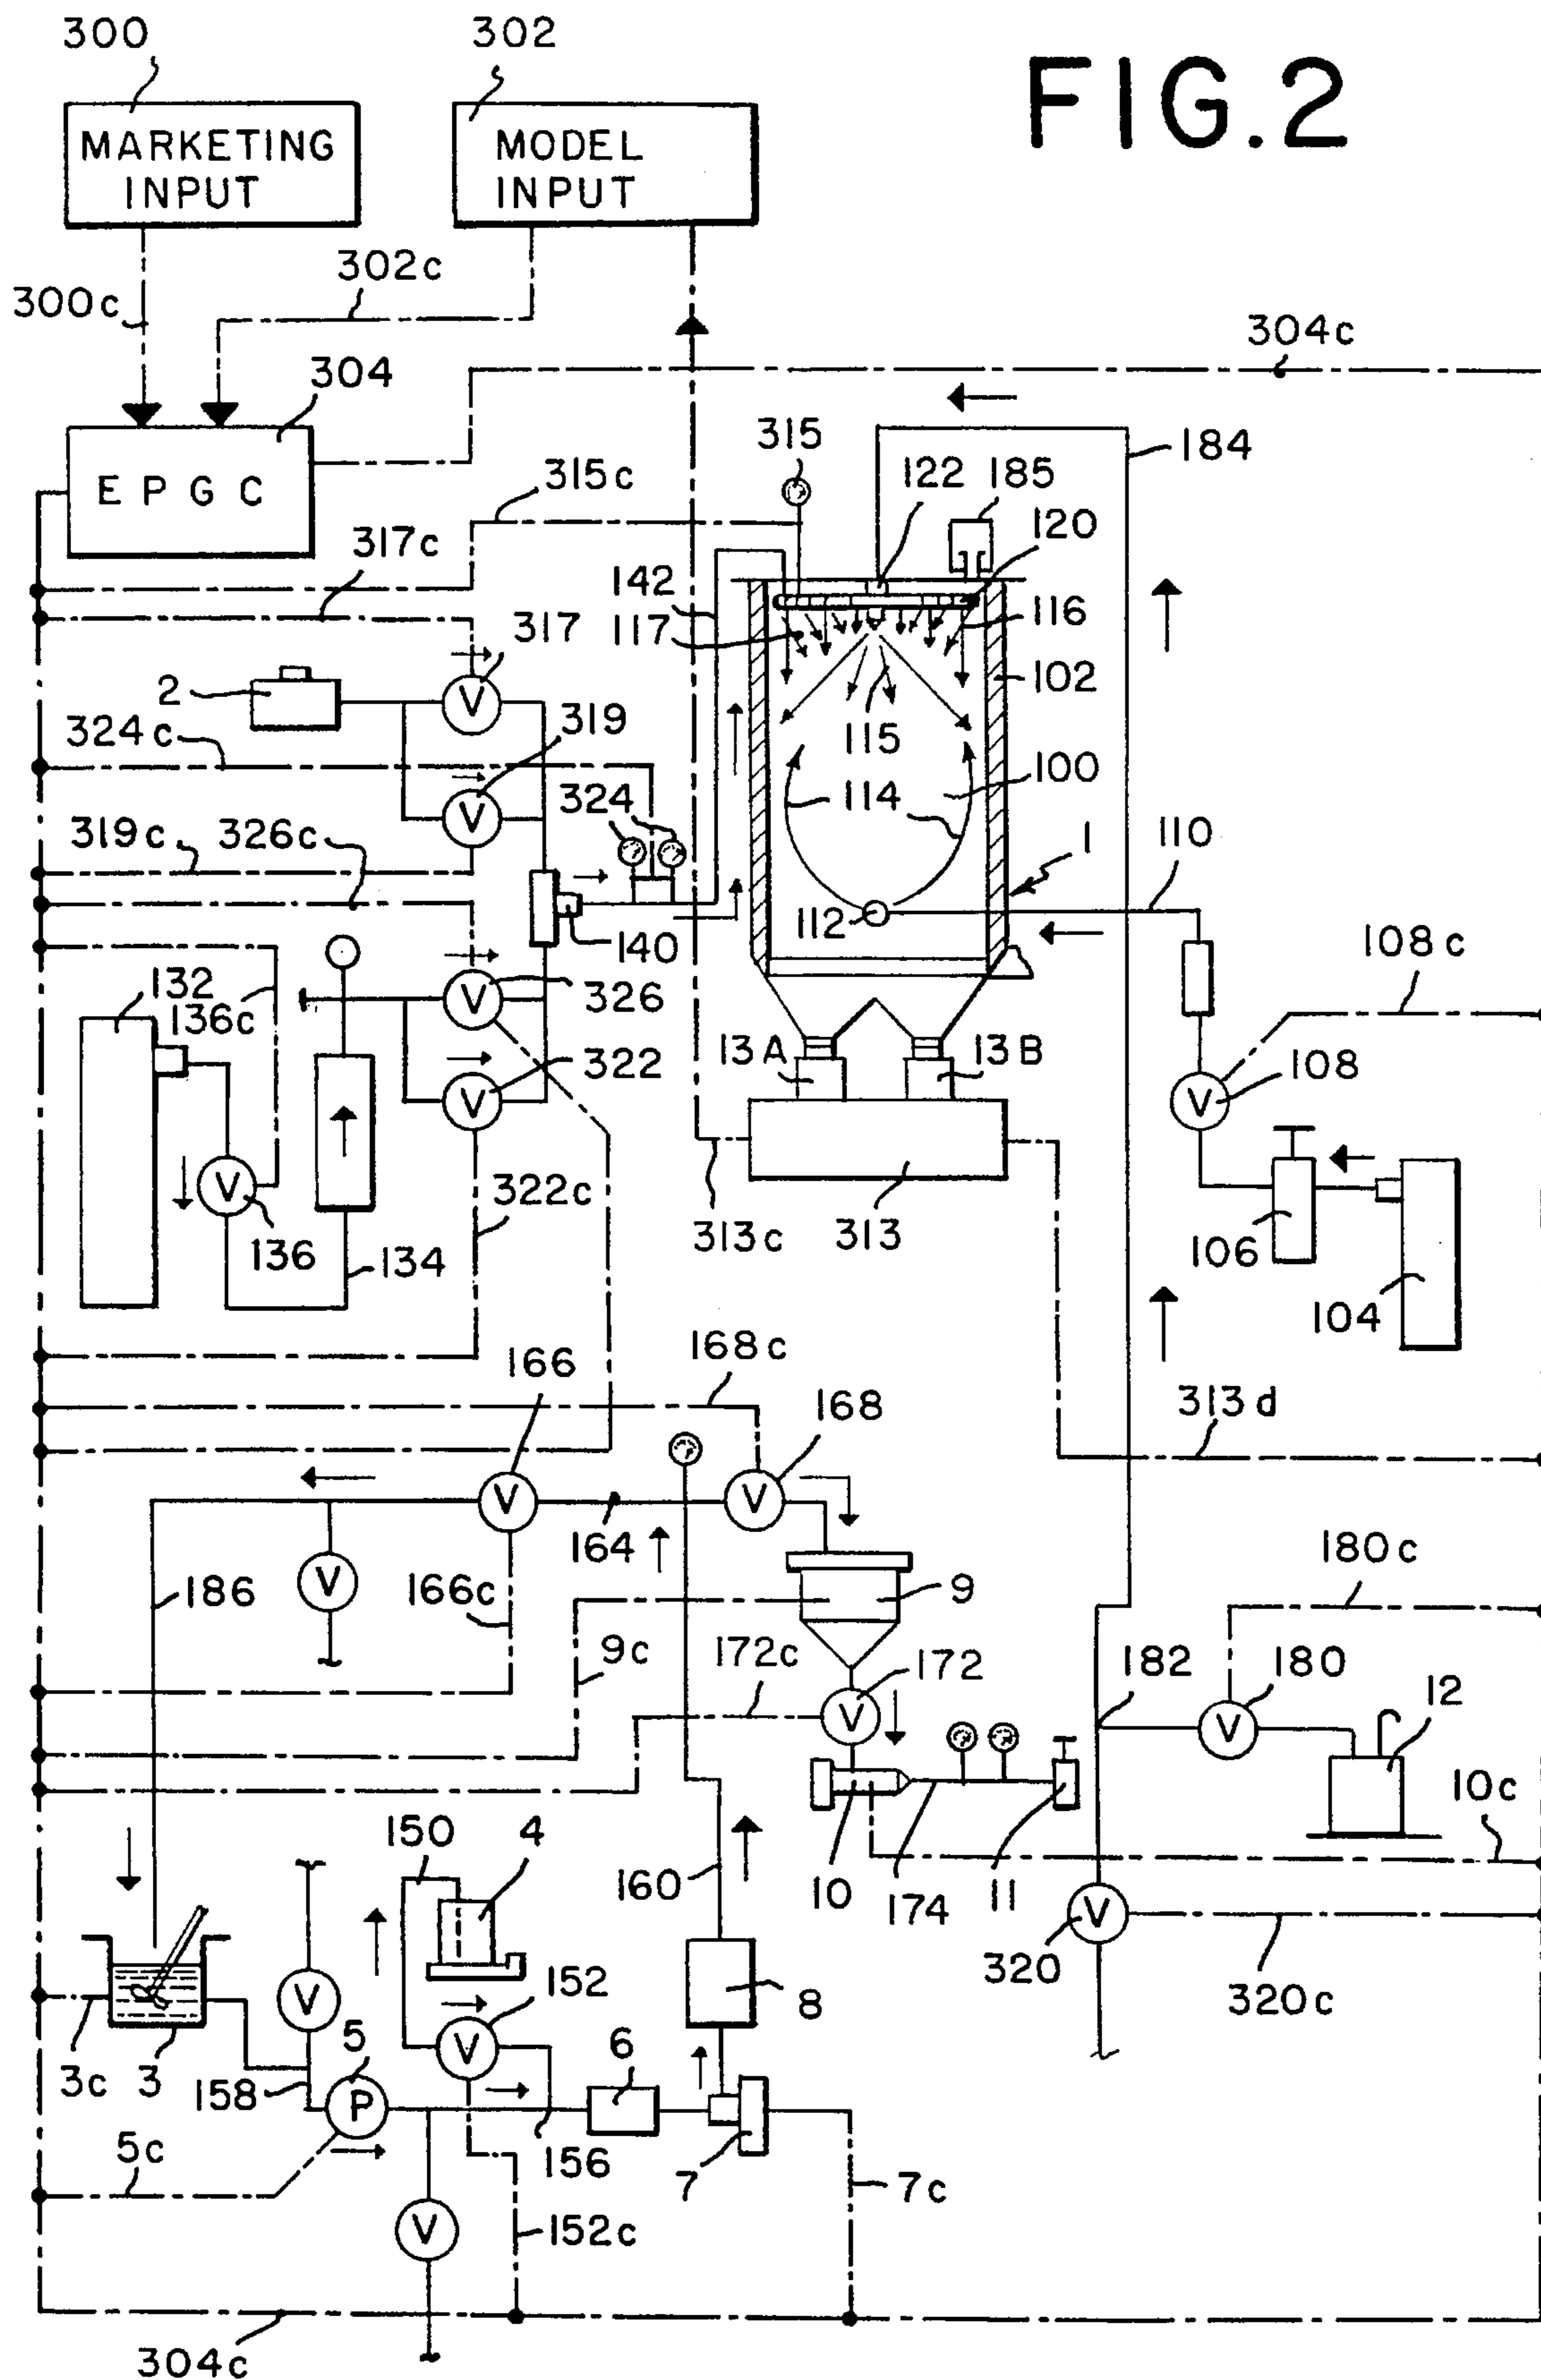 300
302
FIG.2
MARKETING
INPUT
MODEL
INPUT
302c
300c
304c
304
315
184
E P G C
315c
122
185
317c
120
142
317
116
117
2
102
319
324c
115
100
324
114
319c
326c
1
110
V
V
112
140
108c
132
136c
V
326
13A
13B
V
322
V
108
V
136
134
322c
313c
313
106
104
166
168c
168
313d
V
V
164
180c
186
V
166c
9
9c
172c
172
182
180
V
V
12
150
4
10c
160
10
174
11
V
320
320c
V
152
8
5
V
6
3c
3
158
P
5c
156
7
7c
V
152c
304c